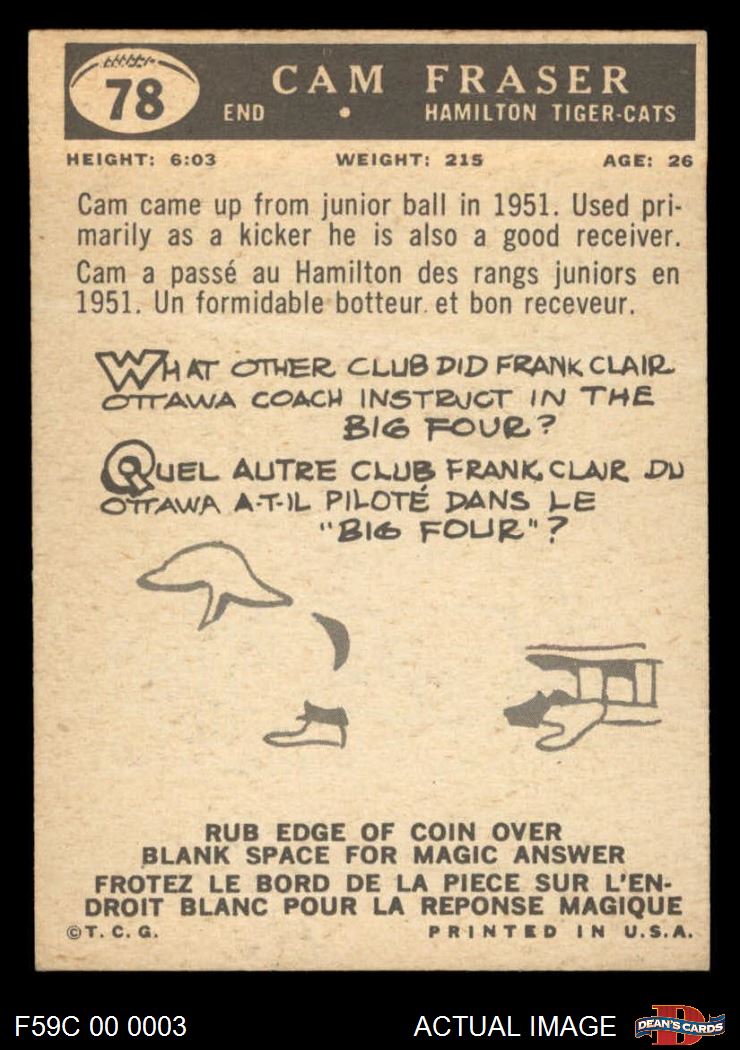 78
CAM FRASER
END • HAMILTON TIGER-CATS
HEIGHT: 6:03 WEIGHT: 215 AGE: 26
Cam came up from junior ball in 1951. Used pri-
marily as a kicker he is also a good receiver.
Cam a passé au Hamilton des rangs juniors en
1951. Un formidable botteur et bon receveur.
WHAT OTHER CLUB DID FRANK CLAIR
OTTAWA COACH INSTRUCT IN THE
BIG FOUR?
QUEL AUTRE CLUB FRANK CLAIR DU
OTTAWA A-T-IL PILOTÉ DANS LE
"BIG FOUR"?
RUB EDGE OF COIN OVER
BLANK SPACE FOR MAGIC ANSWER
FROTEZ LE BORD DE LA PIECE SUR L'EN-
DROIT BLANC POUR LA REPONSE MAGIQUE
©T.C.G. PRINTED IN U.S.A.
F59C 00 0003 ACTUAL IMAGE D DEAN'S CARDS